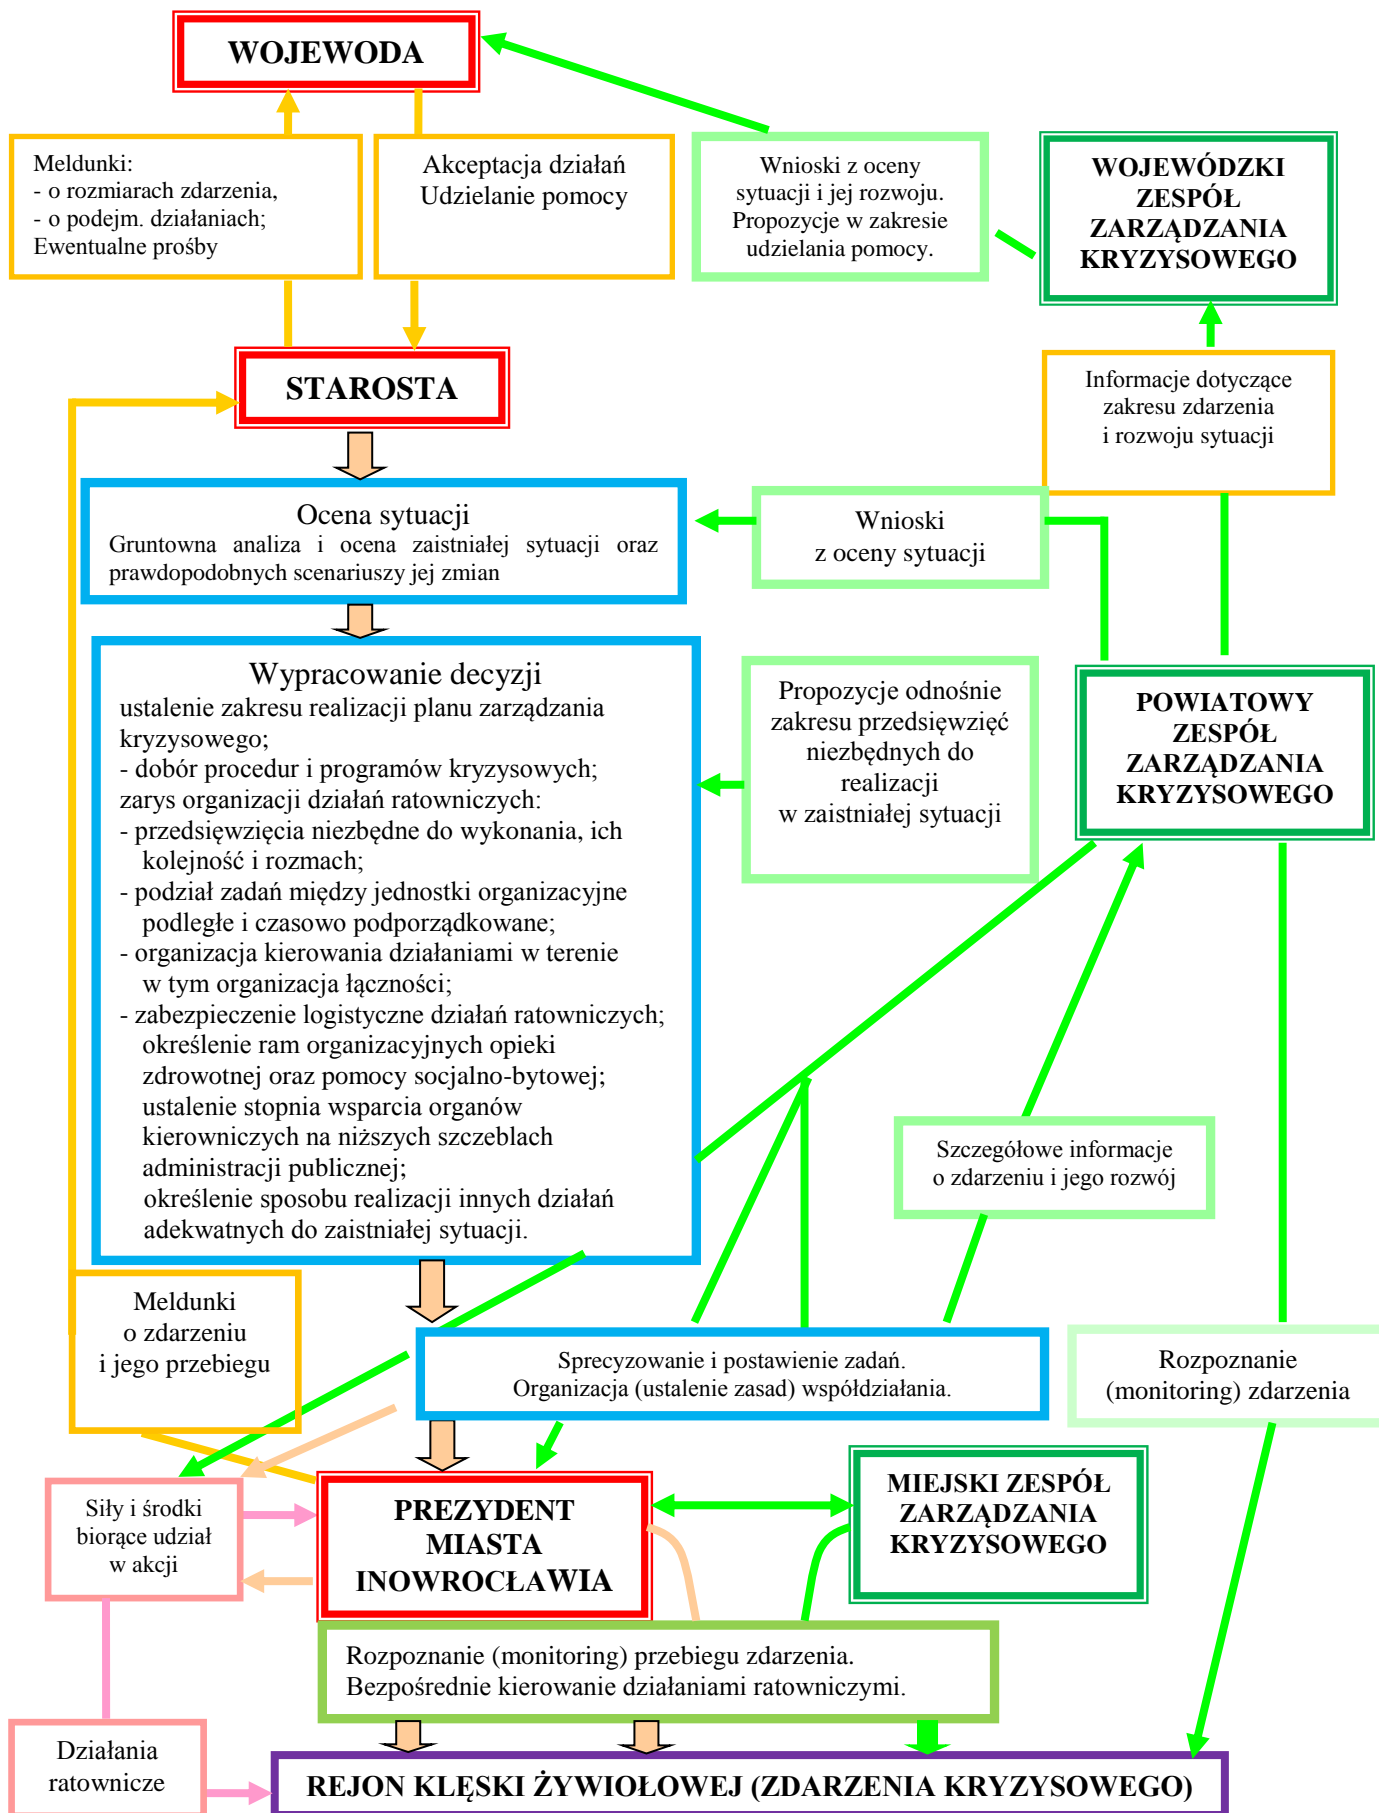 WOJEWODA
Meldunki:
- o rozmiarach zdarzenia,
- o podejm. działaniach;
Ewentualne prośby
Akceptacja działań
Udzielanie pomocy
Wnioski z oceny
sytuacji i jej rozwoju.
Propozycje w zakresie
udzielania pomocy.
WOJEWÓDZKI
ZESPÓŁ
ZARZĄDZANIA
KRYZYSOWEGO
STAROSTA
Informacje dotyczące
zakresu zdarzenia
i rozwoju sytuacji
Ocena sytuacji
Gruntowna analiza i ocena zaistniałej sytuacji oraz
prawdopodobnych scenariuszy jej zmian
Wnioski
z oceny sytuacji
Wypracowanie decyzji
ustalenie zakresu realizacji planu zarządzania
kryzysowego;
- dobór procedur i programów kryzysowych;
zarys organizacji działań ratowniczych:
- przedsięwzięcia niezbędne do wykonania, ich
kolejność i rozmach;
- podział zadań między jednostki organizacyjne
podległe i czasowo podporządkowane;
- organizacja kierowania działaniami w terenie
w tym organizacja łączności;
- zabezpieczenie logistyczne działań ratowniczych;
określenie ram organizacyjnych opieki
zdrowotnej oraz pomocy socjalno-bytowej;
ustalenie stopnia wsparcia organów
kierowniczych na niższych szczeblach
administracji publicznej;
określenie sposobu realizacji innych działań
adekwatnych do zaistniałej sytuacji.
Propozycje odnośnie
zakresu przedsięwzięć
niezbędnych do
realizacji
w zaistniałej sytuacji
POWIATOWY
ZESPÓŁ
ZARZĄDZANIA
KRYZYSOWEGO
Szczegółowe informacje
o zdarzeniu i jego rozwój
Meldunki
o zdarzeniu
i jego przebiegu
Sprecyzowanie i postawienie zadań.
Organizacja (ustalenie zasad) współdziałania.
Rozpoznanie
(monitoring) zdarzenia
Siły i środki
biorące udział
w akcji
PREZYDENT
MIASTA
INOWROCŁAWIA
MIEJSKI ZESPÓŁ
ZARZĄDZANIA
KRYZYSOWEGO
Rozpoznanie (monitoring) przebiegu zdarzenia.
Bezpośrednie kierowanie działaniami ratowniczymi.
Działania
ratownicze
REJON KLĘSKI ŻYWIOŁOWEJ (ZDARZENIA KRYZYSOWEGO)